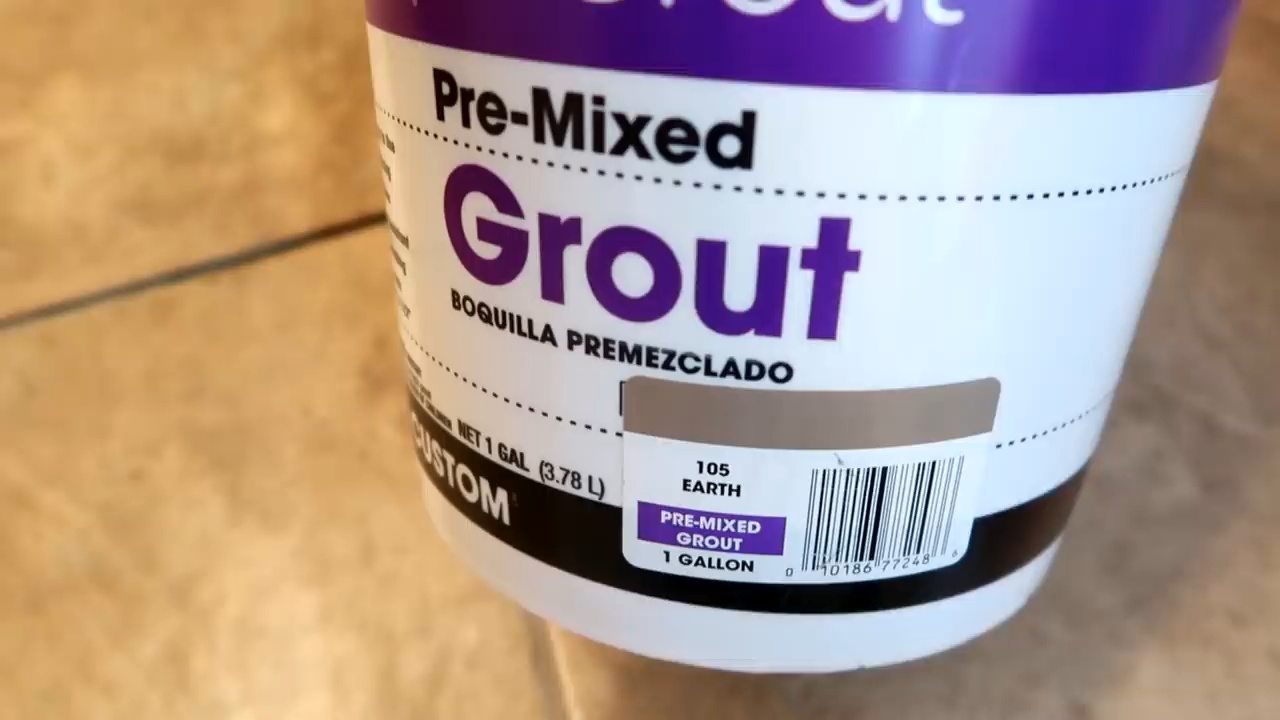 Pre-Mixed
Grout
BOQUILLA PREMEZCLADO
NET 1 GAL (3.78 L)
CUSTOM
105
EARTH
PRE-MIXED
GROUT
1 GALLON
0 10186 77248 6